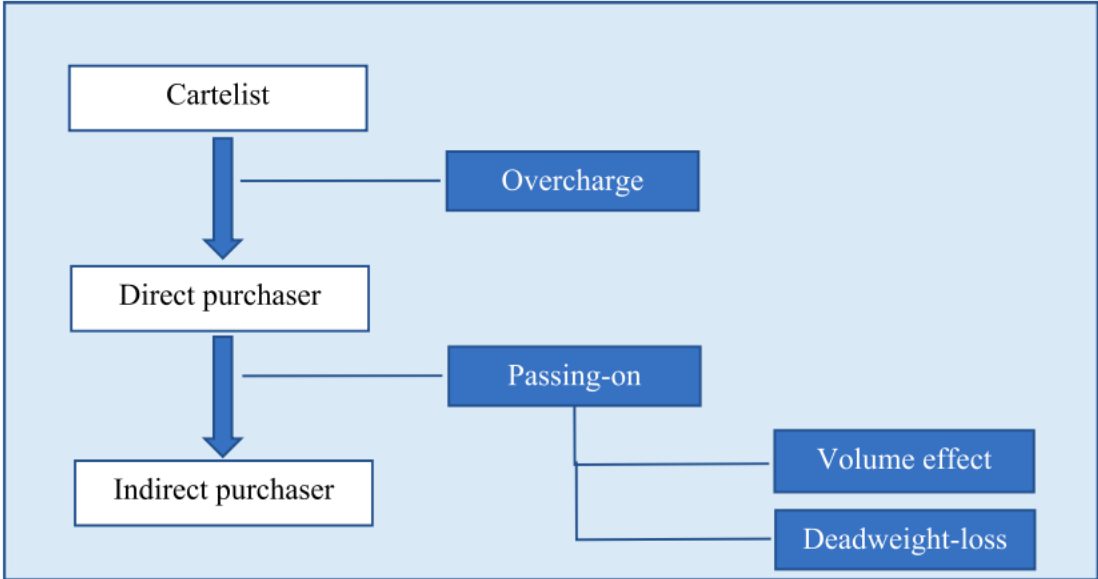 Cartelist
Overcharge
Direct purchaser
Passing-on
Volume effect
Indirect purchaser
Deadweight-loss